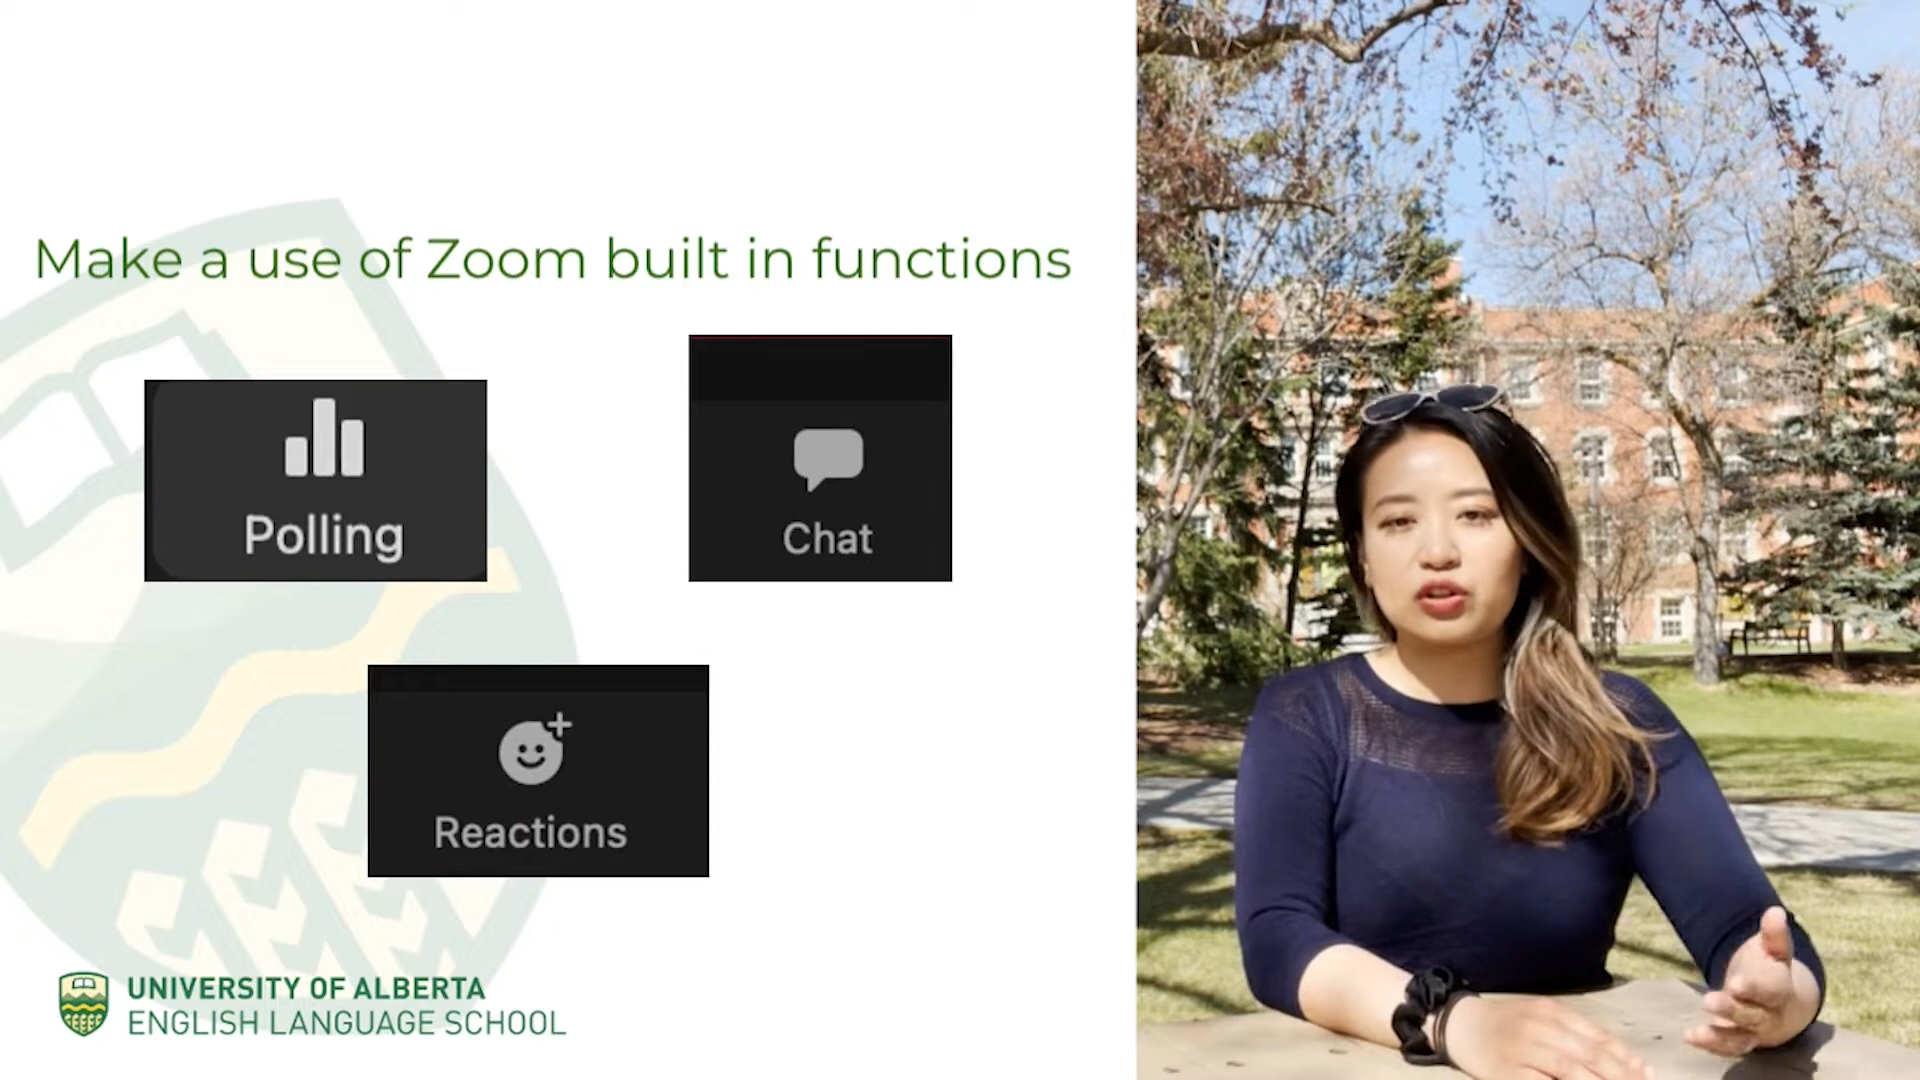 Make a use of Zoom built in functions
Polling
Chat
Reactions
UNIVERSITY OF ALBERTA
ENGLISH LANGUAGE SCHOOL